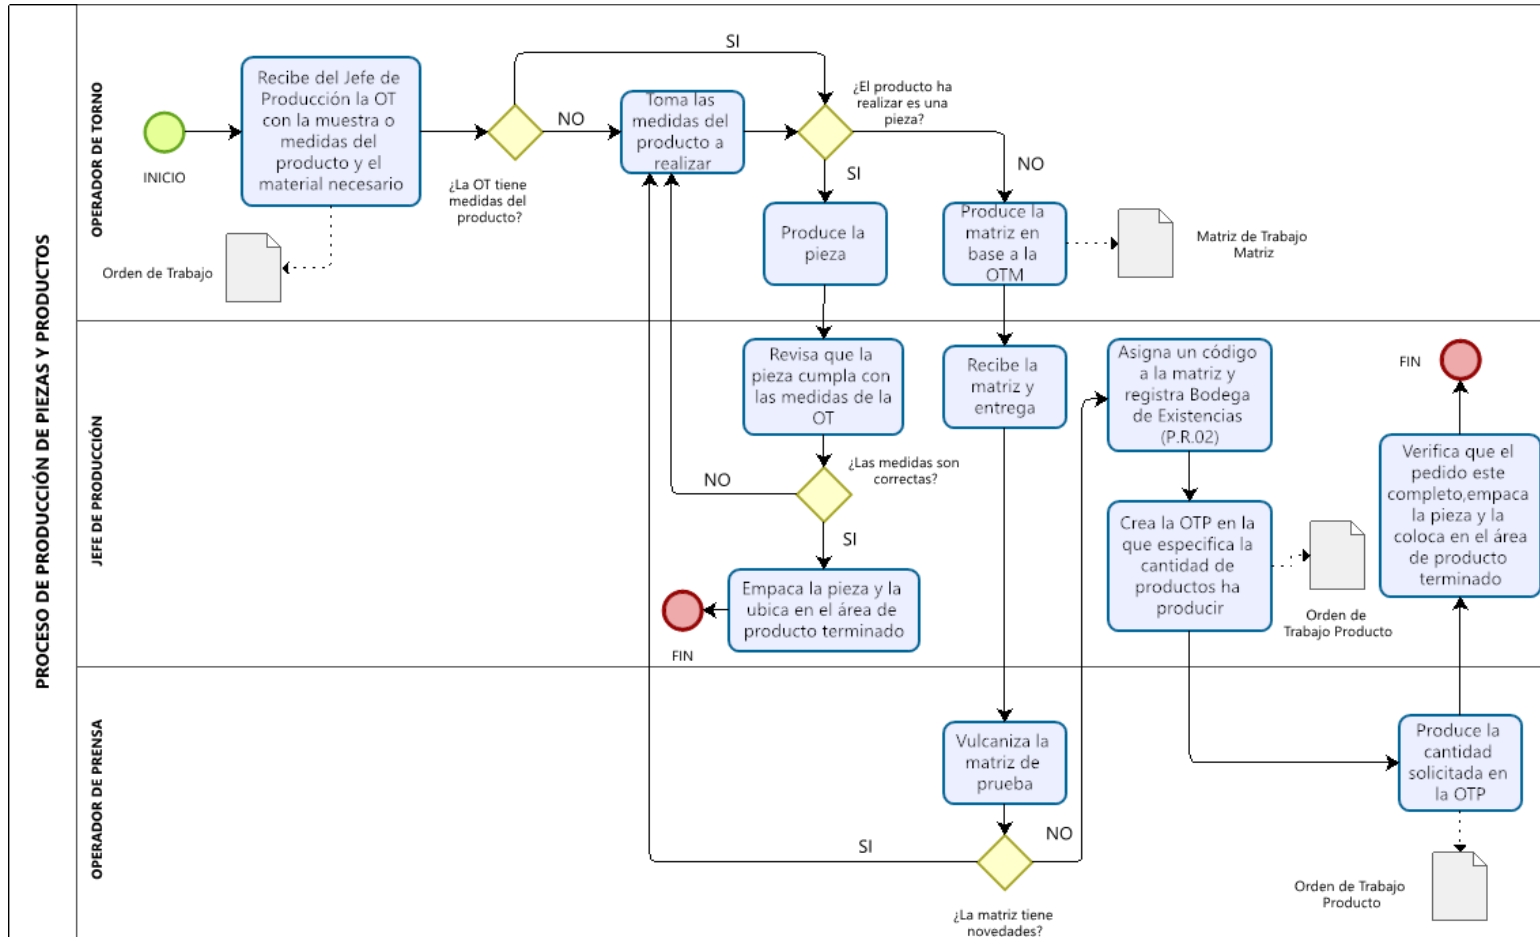 PROCESO DE PRODUCCIÓN DE PIEZAS Y PRODUCTOS
OPERADOR DE TORNO
INICIO
Recibe del Jefe de
Producción la OT
con la muestra o
medidas del
producto y el
material necesario
Orden de Trabajo
¿La OT tiene
medidas del
producto?
SI
NO
Toma las
medidas del
producto a
realizar
¿El producto ha
realizar es una
pieza?
SI
NO
Produce la
pieza
Produce la
matriz en
base a la
OTM
Matriz de Trabajo
Matriz
JEFE DE PRODUCCIÓN
Revisa que la
pieza cumpla con
las medidas de la
OT
¿Las medidas son
correctas?
NO
SI
Empaca la pieza y la
ubica en el área de
producto terminado
FIN
Recibe la
matriz y
entrega
Asigna un código
a la matriz y
registra Bodega
de Existencias
(P.R.02)
Crea la OTP en la
que especifica la
cantidad de
productos ha
producir
Orden de
Trabajo Producto
FIN
Verifica que el
pedido este
completo,empaca
la pieza y la
coloca en el área
de producto
terminado
OPERADOR DE PRENSA
Vulcaniza la
matriz de
prueba
SI
NO
¿La matriz tiene
novedades?
Produce la
cantidad
solicitada en
la OTP
Orden de Trabajo
Producto